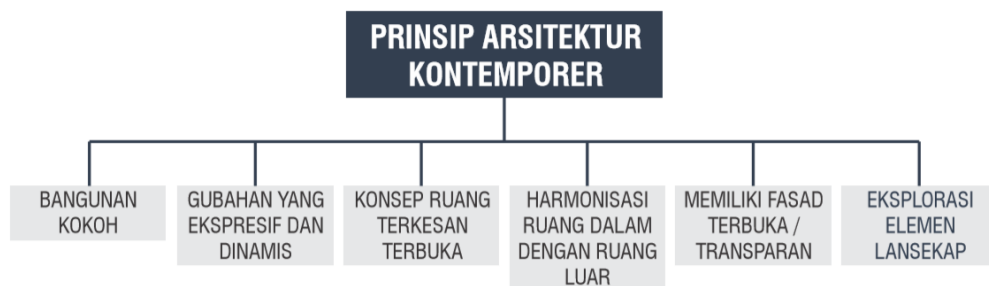 PRINSIP ARSITEKTUR
KONTEMPORER
BANGUNAN
KOKOH
GUBAHAN YANG
EKSPRESIF DAN
DINAMIS
KONSEP RUANG
TERKESAN
TERBUKA
HARMONISASI
RUANG DALAM
DENGAN RUANG
LUAR
MEMILIKI FASAD
TERBUKA /
TRANSPARAN
EKSPLORASI
ELEMEN
LANSEKAP